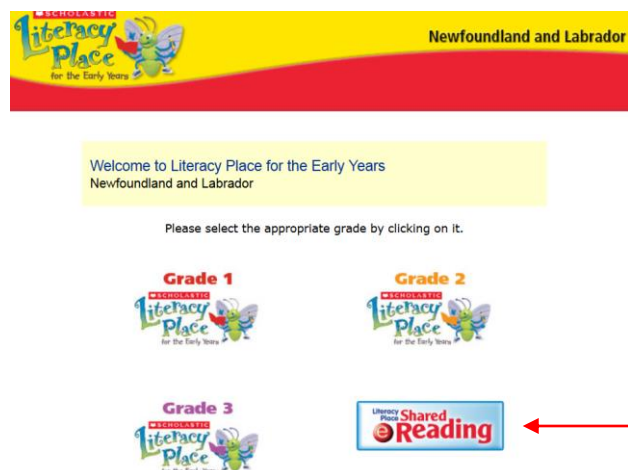 SCHOLASTIC
Literacy
Place
for the Early Years
Newfoundland and Labrador
Welcome to Literacy Place for the Early Years
Newfoundland and Labrador
Please select the appropriate grade by clicking on it.
Grade 1
SCHOLASTIC
Literacy
Place
for the Early Years
Grade 2
SCHOLASTIC
Literacy
Place
for the Early Years
Grade 3
SCHOLASTIC
Literacy
Place
Literacy
Place Shared
eReading